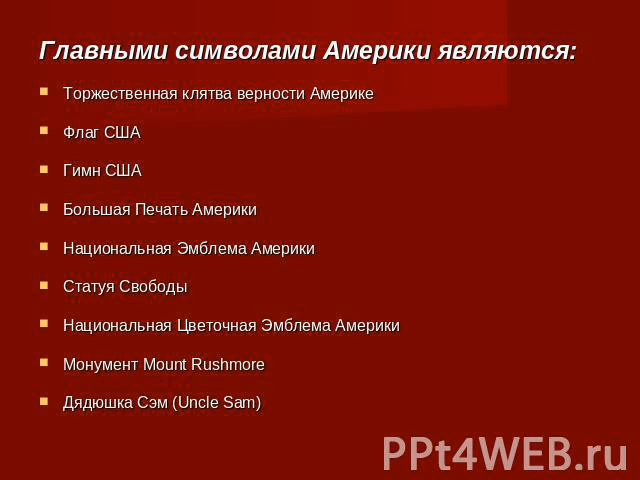 Главными символами Америки являются:
Торжественная клятва верности Америке
Флаг США
Гимн США
Большая Печать Америки
Национальная Эмблема Америки
Статуя Свободы
Национальная Цветочная Эмблема Америки
Монумент Mount Rushmore
Дядюшка Сэм (Uncle Sam)
PPt4WEB.ru